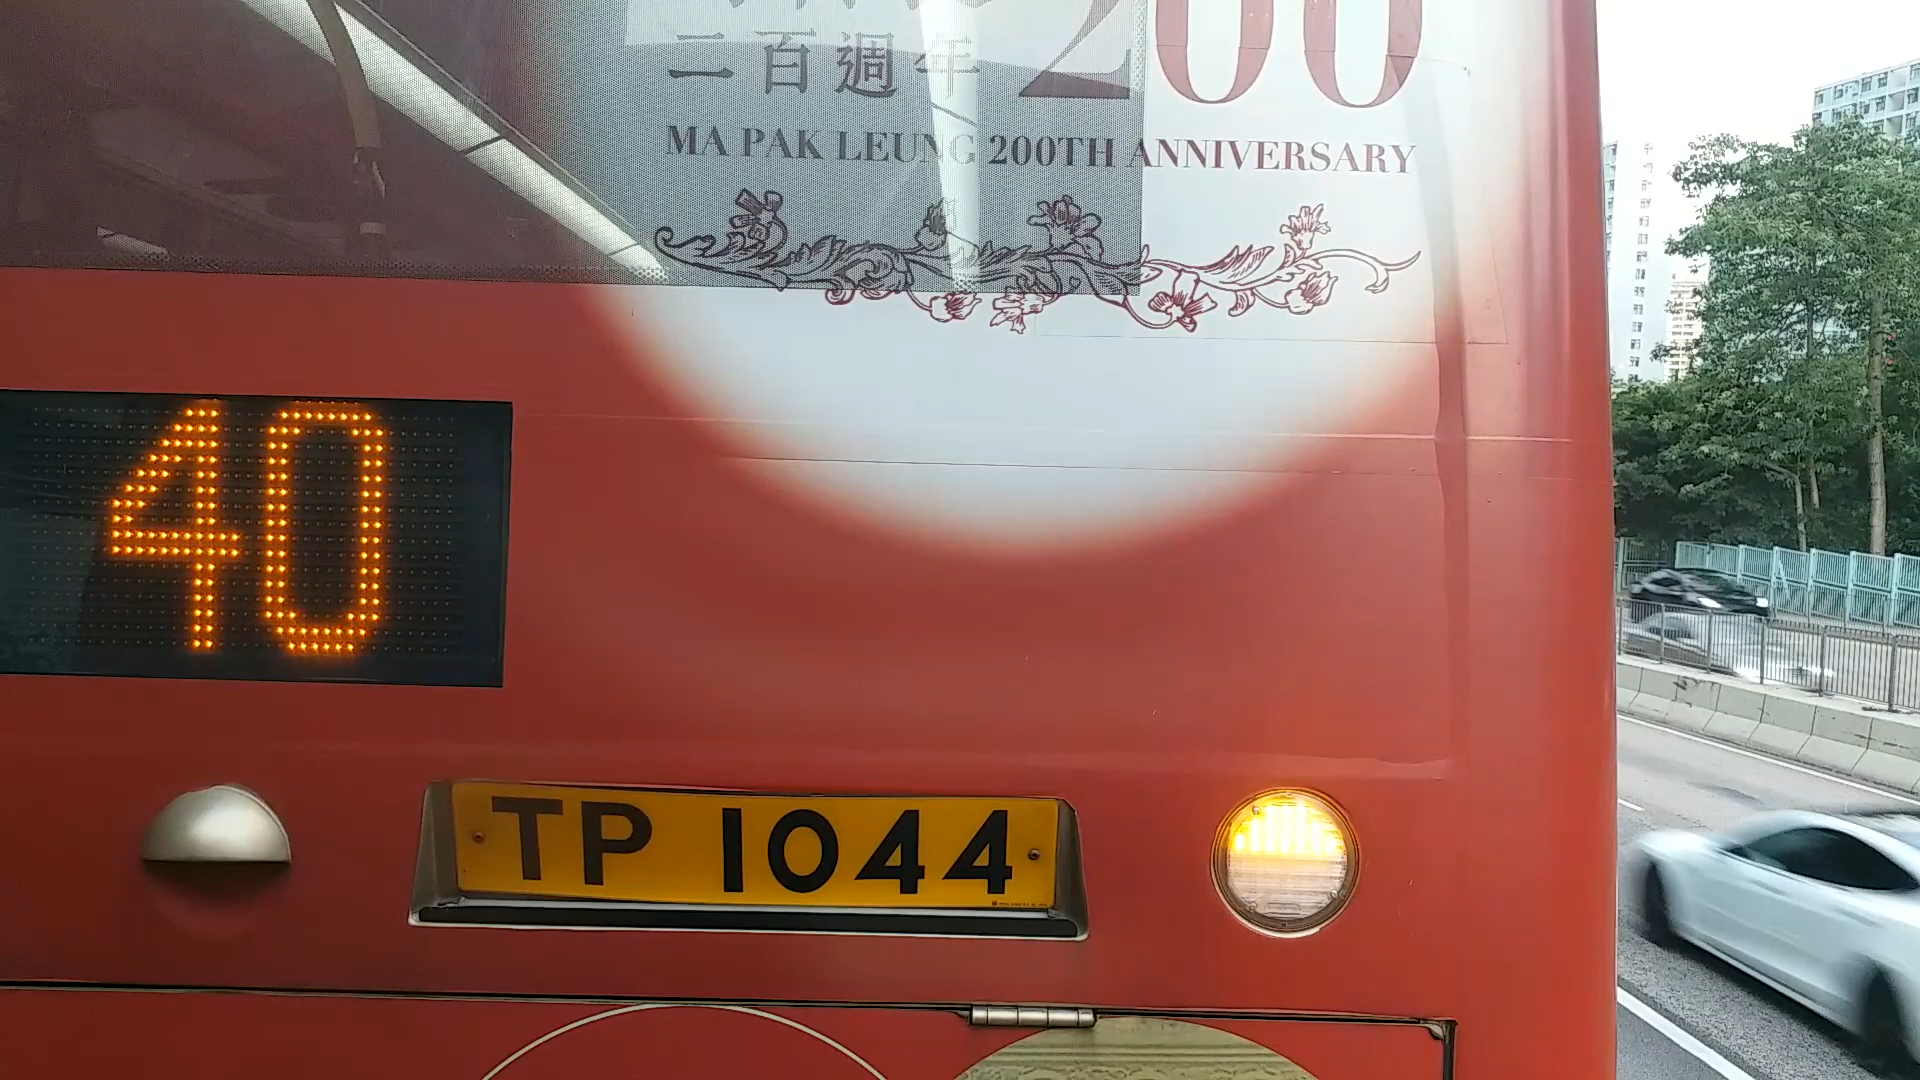 200
二百週年
MA PAK LEUNG 200TH ANNIVERSARY
40
TP 1044